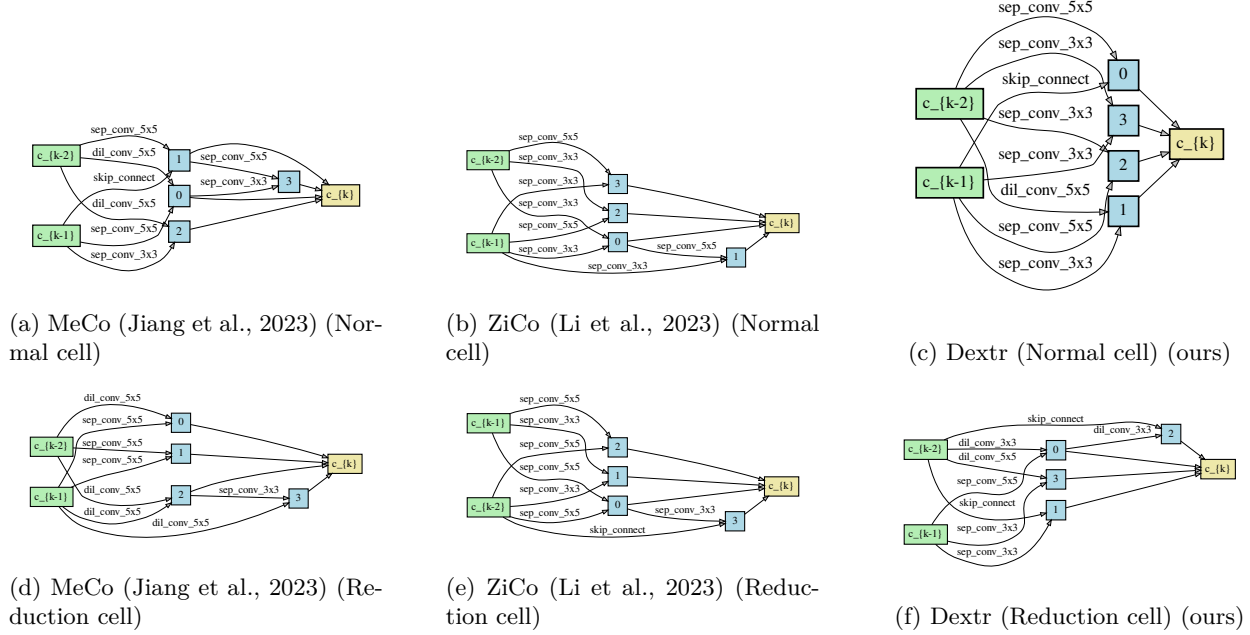 sep_conv_5x5
c_{k-2}
dil_conv_5x5
1
sep_conv_5x5
skip_connect
0
sep_conv_3x3
3
c_{k}
dil_conv_5x5
c_{k-1}
sep_conv_5x5
2
sep_conv_3x3
(a) MeCo (Jiang et al., 2023) (Nor-
mal cell)
sep_conv_5x5
c_{k-2}
sep_conv_3x3
sep_conv_3x3
3
sep_conv_3x3
2
c_{k}
c_{k-1}
sep_conv_5x5
sep_conv_3x3
0
sep_conv_5x5
1
sep_conv_3x3
(b) ZiCo (Li et al., 2023) (Normal
cell)
sep_conv_5x5
sep_conv_3x3
0
skip_connect
c_{k-2}
sep_conv_3x3
3
c_{k}
sep_conv_3x3
2
c_{k-1}
dil_conv_5x5
1
sep_conv_5x5
sep_conv_3x3
(c) Dextr (Normal cell) (ours)
dil_conv_5x5
sep_conv_5x5
0
c_{k-2}
sep_conv_5x5
1
sep_conv_5x5
c_{k}
c_{k-1}
dil_conv_5x5
2
sep_conv_3x3
3
dil_conv_5x5
dil_conv_5x5
(d) MeCo (Jiang et al., 2023) (Re-
duction cell)
sep_conv_5x5
c_{k-1}
sep_conv_3x3
sep_conv_5x5
2
sep_conv_5x5
1
c_{k}
sep_conv_3x3
c_{k-2}
sep_conv_5x5
0
sep_conv_3x3
3
skip_connect
(e) ZiCo (Li et al., 2023) (Reduc-
tion cell)
skip_connect
2
dil_conv_3x3
c_{k-2}
dil_conv_3x3
0
dil_conv_5x5
c_{k}
sep_conv_5x5
3
skip_connect
1
c_{k-1}
sep_conv_3x3
sep_conv_3x3
(f) Dextr (Reduction cell) (ours)